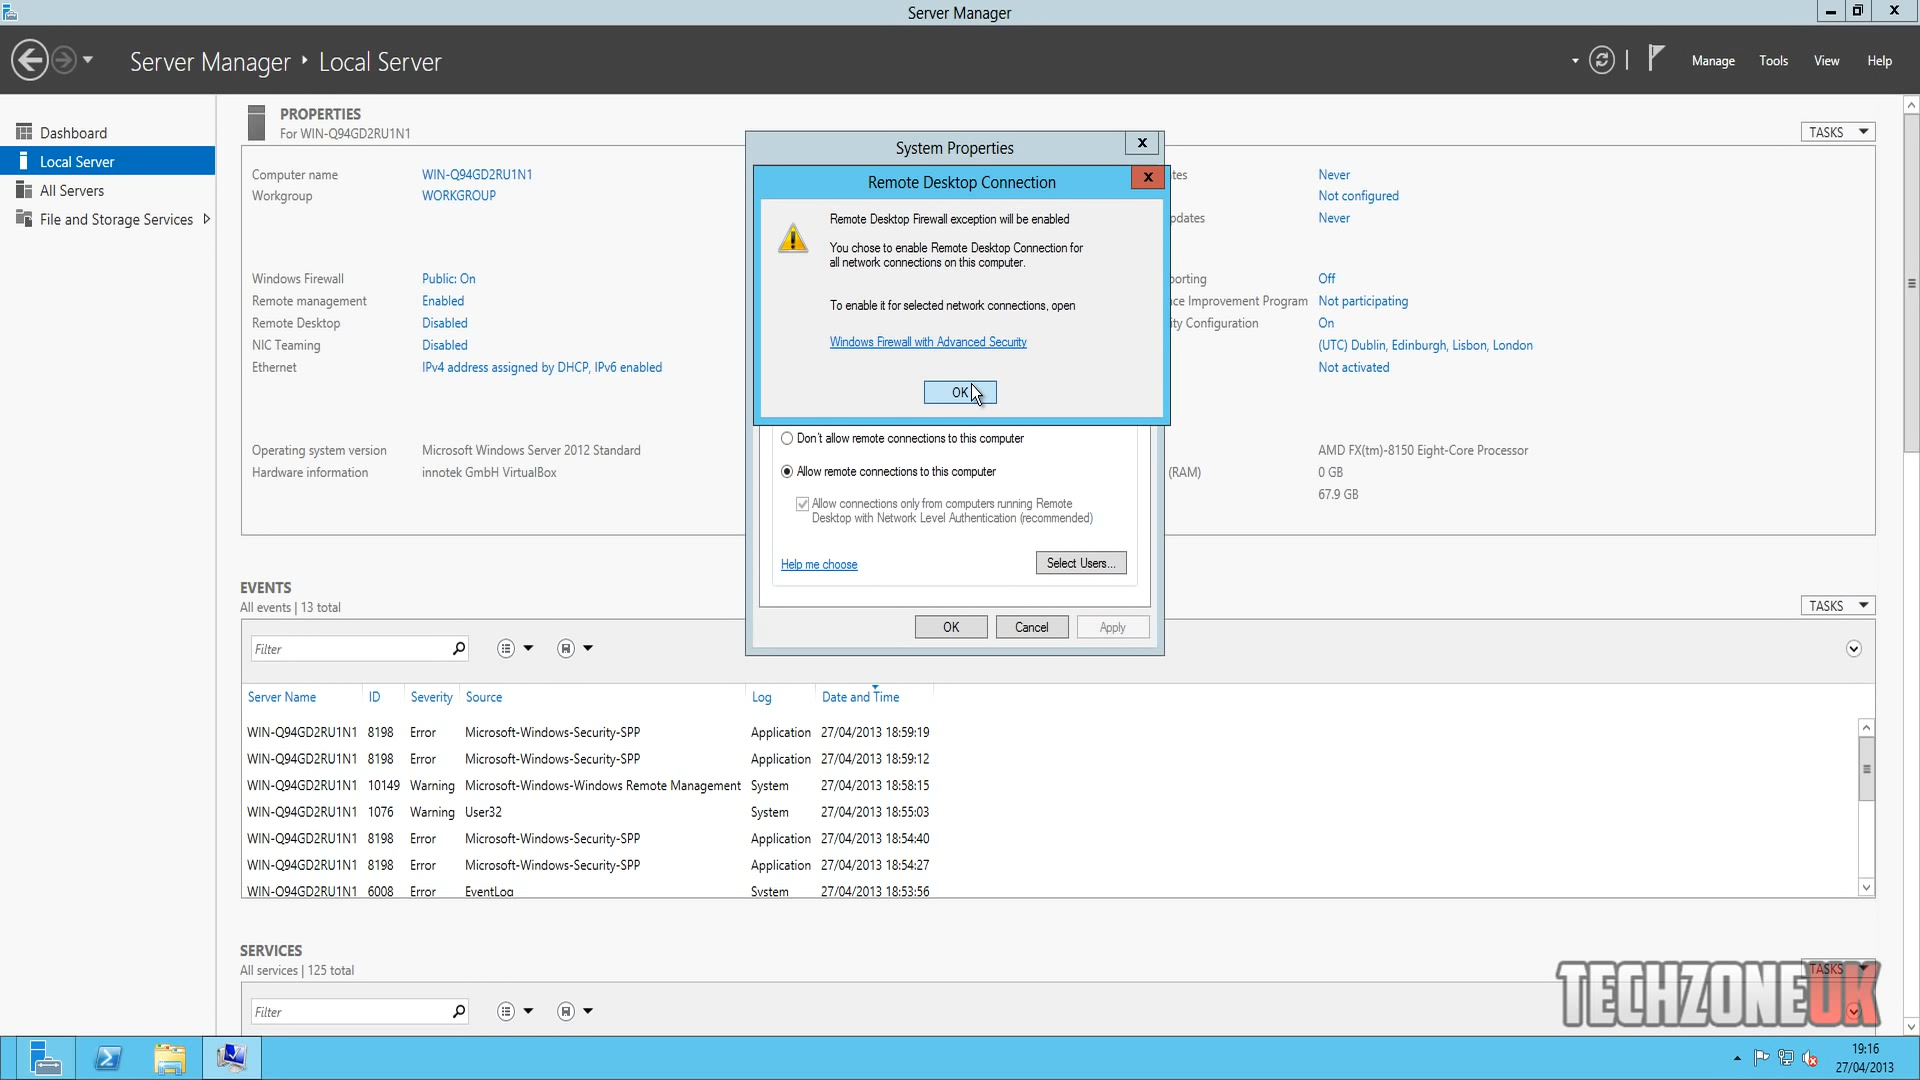 Server Manager
Server Manager ‣ Local Server
Manage Tools View Help
Dashboard
Local Server
All Servers
File and Storage Services
PROPERTIES
For WIN-Q94GD2RU1N1
TASKS
Computer name WIN-Q94GD2RU1N1
Workgroup WORKGROUP
Windows Firewall Public: On
Remote management Enabled
Remote Desktop Disabled
NIC Teaming Disabled
Ethernet IPv4 address assigned by DHCP, IPv6 enabled
Operating system version Microsoft Windows Server 2012 Standard
Hardware information innotek GmbH VirtualBox
tes Never
Not configured
pdates Never
porting Off
ce Improvement Program Not participating
ity Configuration On
(UTC) Dublin, Edinburgh, Lisbon, London
Not activated
AMD FX(tm)-8150 Eight-Core Processor
(RAM) 0 GB
67.9 GB
System Properties
Remote Desktop Connection
Remote Desktop Firewall exception will be enabled
You chose to enable Remote Desktop Connection for
all network connections on this computer.
To enable it for selected network connections, open
Windows Firewall with Advanced Security
OK
Don't allow remote connections to this computer
Allow remote connections to this computer
Allow connections only from computers running Remote
Desktop with Network Level Authentication (recommended)
Help me choose
Select Users...
OK Cancel Apply
EVENTS
All events | 13 total
TASKS
Filter
Server Name ID Severity Source Log Date and Time
WIN-Q94GD2RU1N1 8198 Error Microsoft-Windows-Security-SPP Application 27/04/2013 18:59:19
WIN-Q94GD2RU1N1 8198 Error Microsoft-Windows-Security-SPP Application 27/04/2013 18:59:12
WIN-Q94GD2RU1N1 10149 Warning Microsoft-Windows-Windows Remote Management System 27/04/2013 18:58:15
WIN-Q94GD2RU1N1 1076 Warning User32 System 27/04/2013 18:55:03
WIN-Q94GD2RU1N1 8198 Error Microsoft-Windows-Security-SPP Application 27/04/2013 18:54:40
WIN-Q94GD2RU1N1 8198 Error Microsoft-Windows-Security-SPP Application 27/04/2013 18:54:27
WIN-Q94GD2RU1N1 6008 Error EventLog System 27/04/2013 18:53:56
SERVICES
All services | 125 total
TASKS
Filter
TECHZONEUK
19:16
27/04/2013